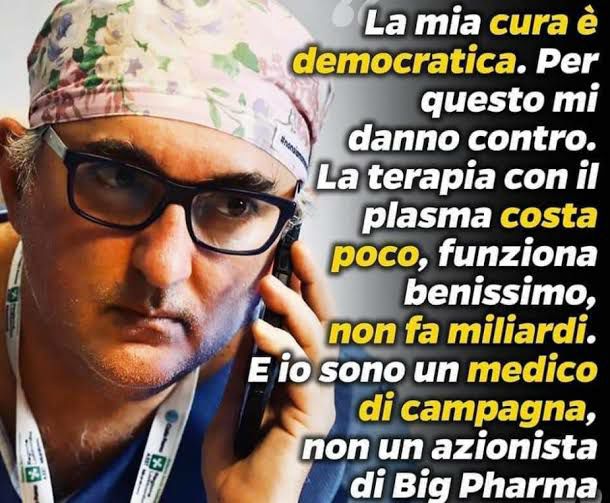 La mia cura è
democratica. Per
questo mi
danno contro.
La terapia con il
plasma costa
poco, funziona
benissimo,
non fa miliardi.
E io sono un medico
di campagna,
non un azionista
di Big Pharma